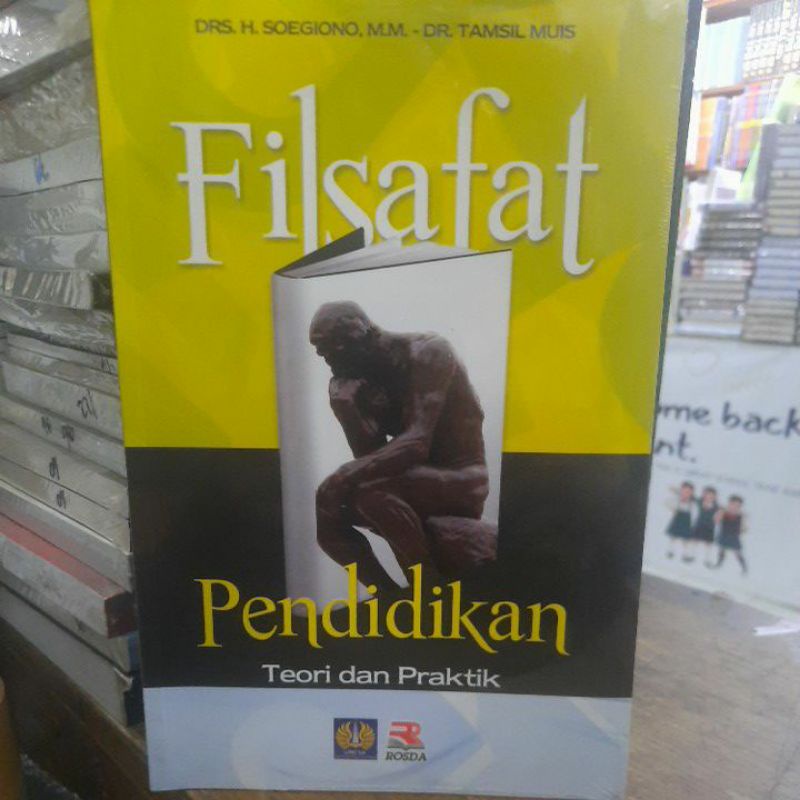 DRS. H. SOEGIONO, M.M. - DR. TAMSIL MUIS
Filsafat
Pendidikan
Teori dan Praktik
ROSDA
me back
nt.